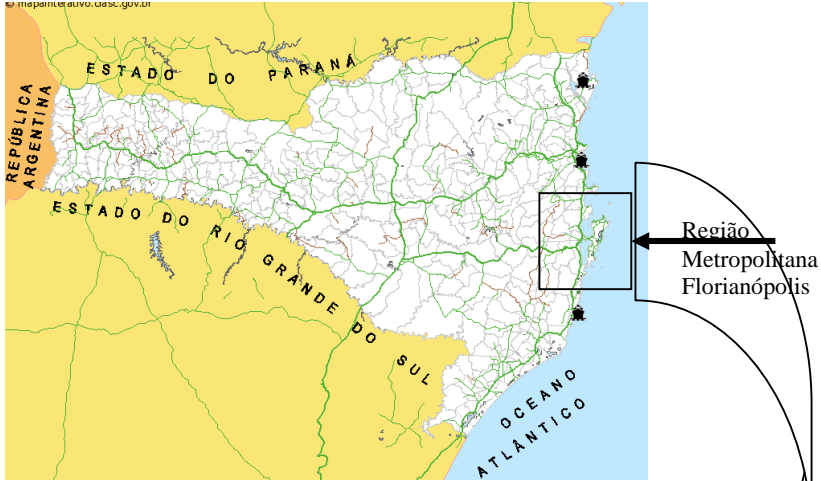 © mapainterativo.ciasc.gov.br
ESTADO DO PARANÁ
REPÚBLICA
ARGENTINA
ESTADO DO RIO GRANDE DO SUL
Região
Metropolitana
Florianópolis
OCEANO
ATLÂNTICO